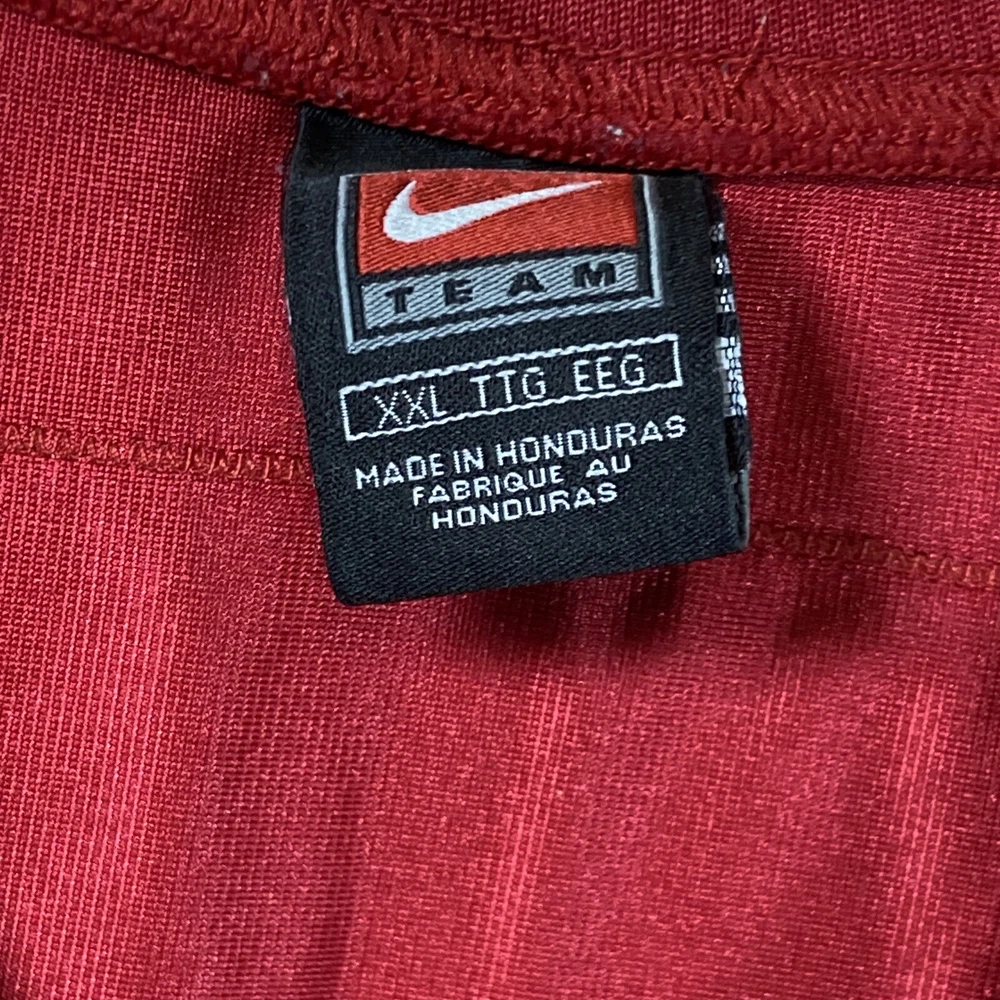 TEAM
XXL TTG EEG
MADE IN HONDURAS
FABRIQUE AU
HONDURAS